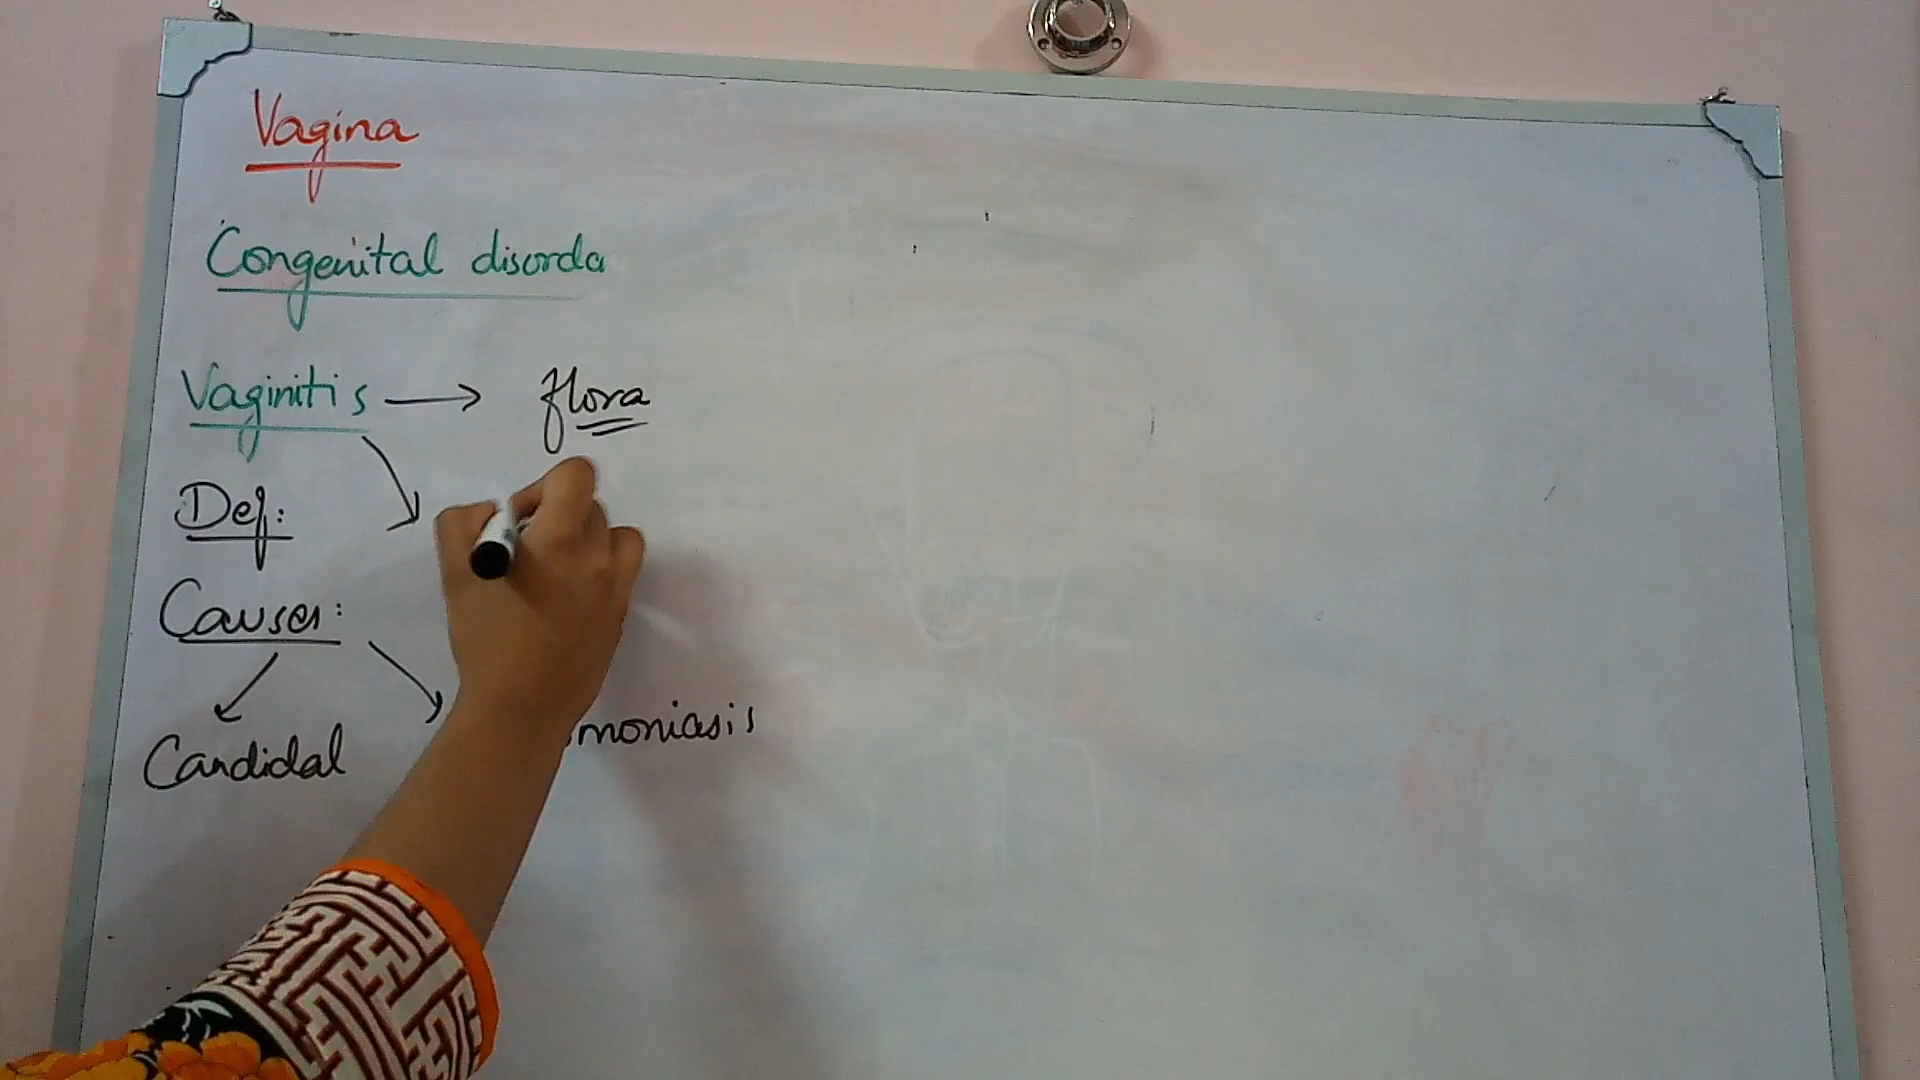 Vagina
Congenital disorda
Vaginitis → flora
Def:
Causes:
Candidal
moniasis